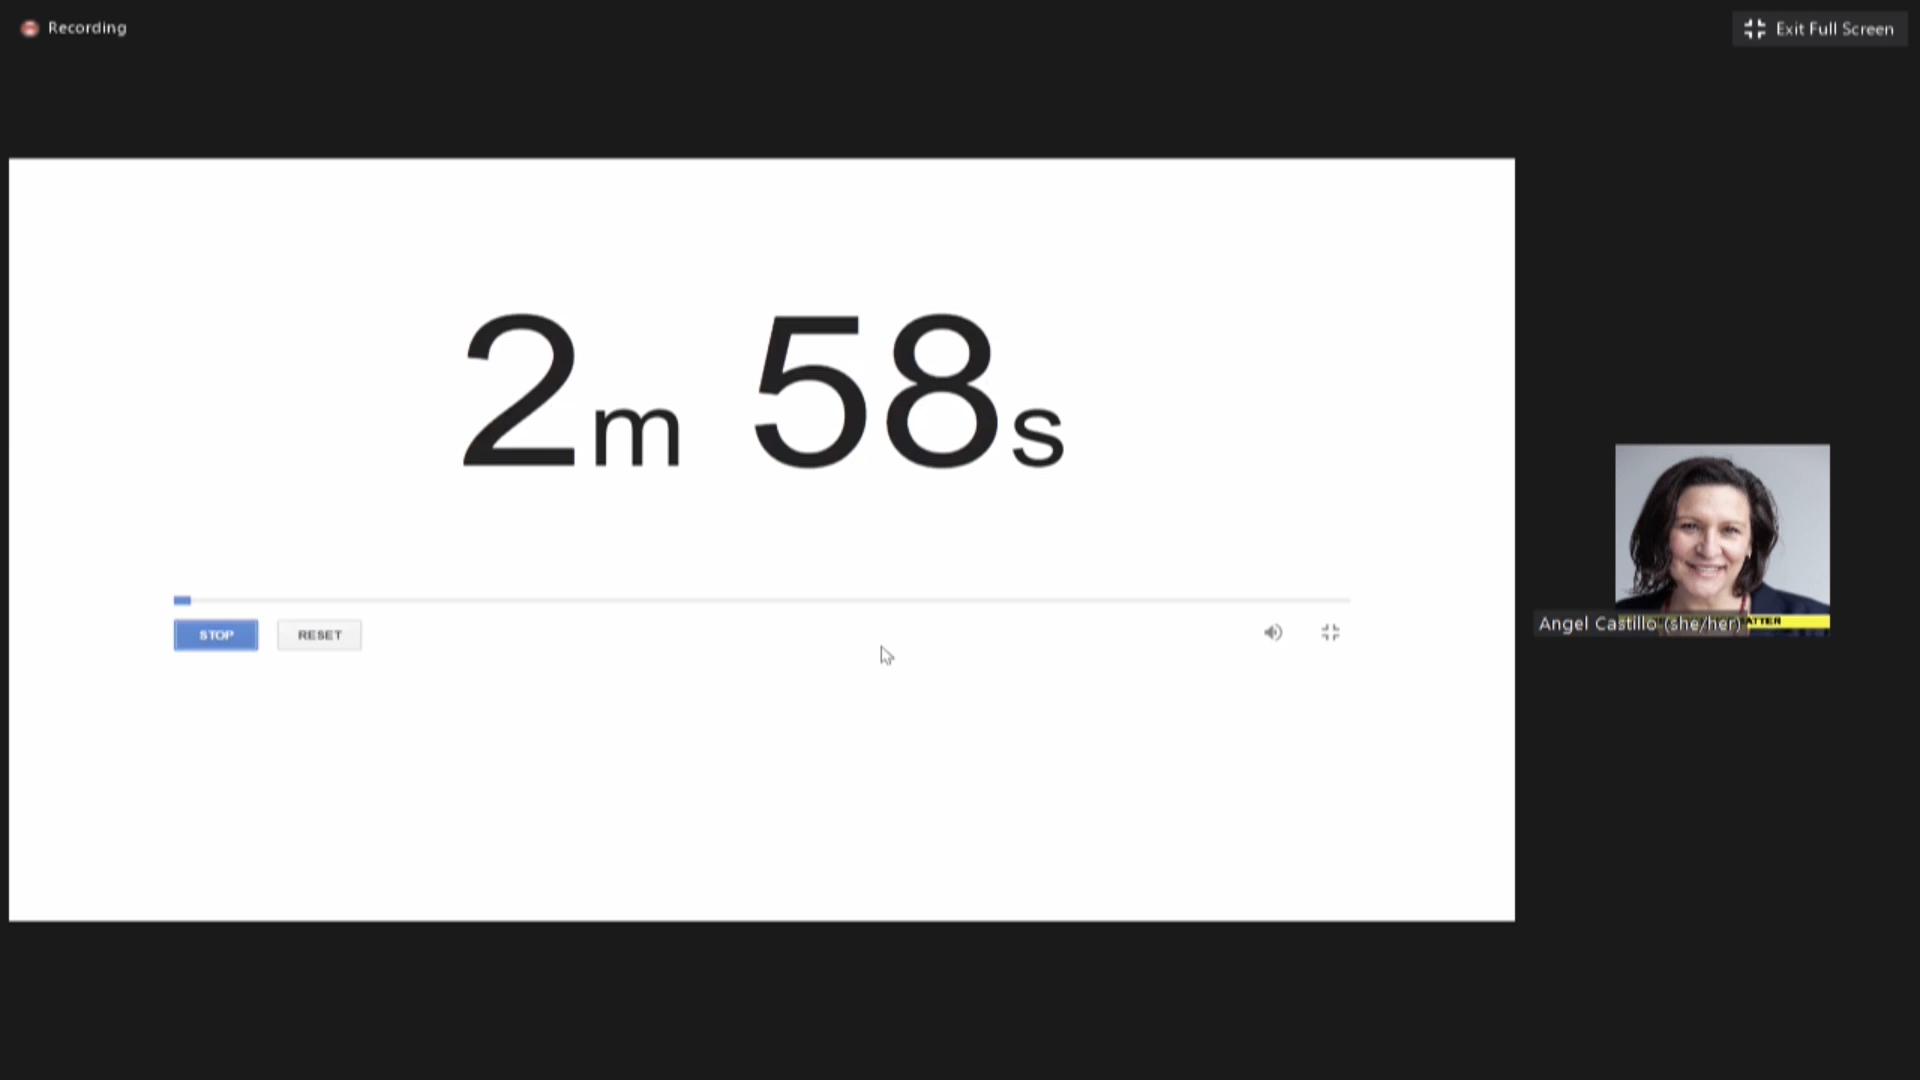 Recording
Exit Full Screen
2m 58s
STOP
RESET
Angel Castillo (she/her)